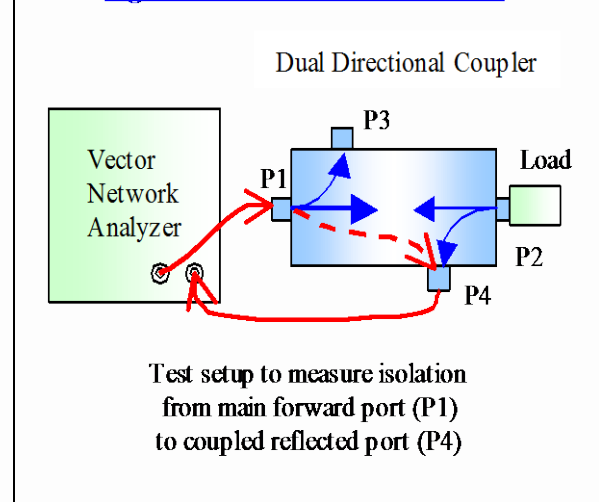 Dual Directional Coupler
P3
Vector
Network
Analyzer
P1
Load
P2
P4
Test setup to measure isolation
from main forward port (P1)
to coupled reflected port (P4)